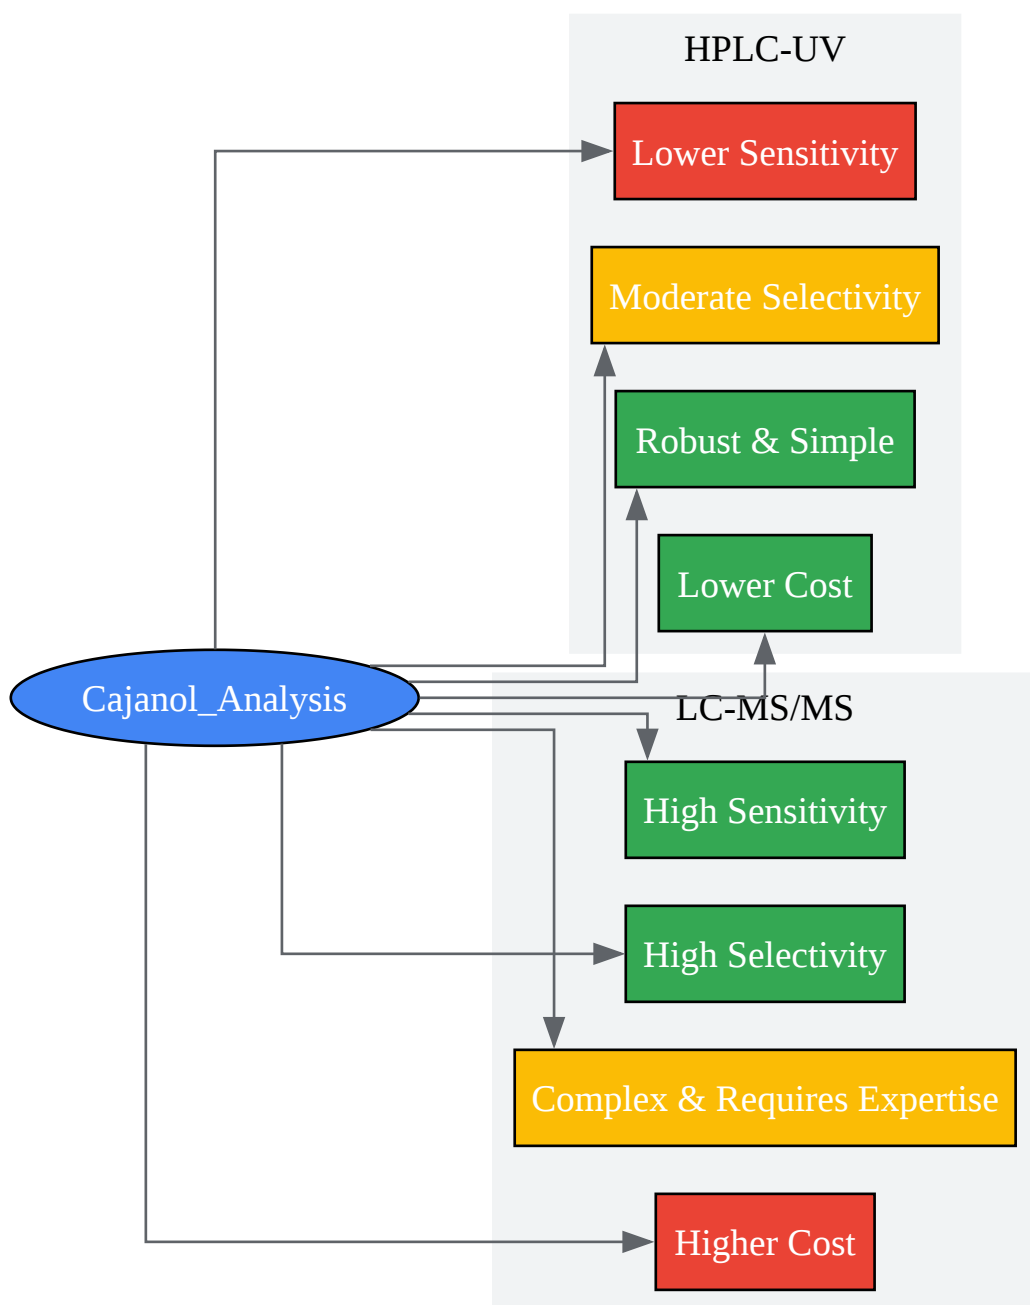 HPLC-UV
Lower Sensitivity
Moderate Selectivity
Robust & Simple
Lower Cost
Cajanol_Analysis
LC-MS/MS
High Sensitivity
High Selectivity
Complex & Requires Expertise
Higher Cost